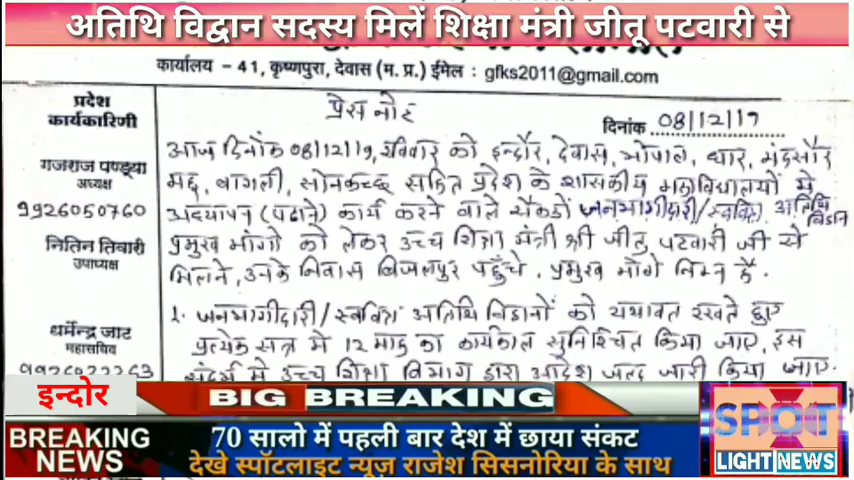 अतिथि विद्वान सदस्य मिलें शिक्षा मंत्री जीतू पटवारी से
कार्यालय - 41, कृष्णपुरा, देवास (म. प्र.) ईमेल : gfks2011@gmail.com
प्रदेश
कार्यकारिणी
गजराज पण्ड्या
अध्यक्ष
9926050760
नितिन तिवारी
उपाध्यक्ष
धर्मेन्द्र जाट
महासचिव
प्रेस नोट
दिनांक 08/12/19
आज दिनाँक 08/12/19, रविवार को इन्दौर, देवास, भोपाल, धार, मंदसौर
बागली, सोनकच्छ सहित प्रदेश के शासकीय महाविद्यालयों में
अध्यापन (पढाने) कार्य करने वाले सैकडों जनभागीदारी/स्ववित्त अतिथि विद्वान
प्रमुख मांगो को लेकर उच्च शिक्षा मंत्री श्री जीतु पटवारी जी से
मिलने, उनके निवास बिजलपुर पहुँचे. प्रमुख माँगे निम्न है.
1. जनभागीदारी/स्ववित्त अतिथि विद्वानों को यथावत रखते हुए
प्रत्येक सत्र में 12 माह का कार्यकाल सुनिश्चित किया जाए, इस
संदर्भ में उच्च शिक्षा विभाग द्वारा आदेश जल्द जारी किया जाए.
इन्दोर
BIG BREAKING
BREAKING
NEWS
70 सालो में पहली बार देश में छाया संकट
देखे स्पॉटलाइट न्यूज़ राजेश सिसनोरिया के साथ
SPOT
LIGHT NEWS